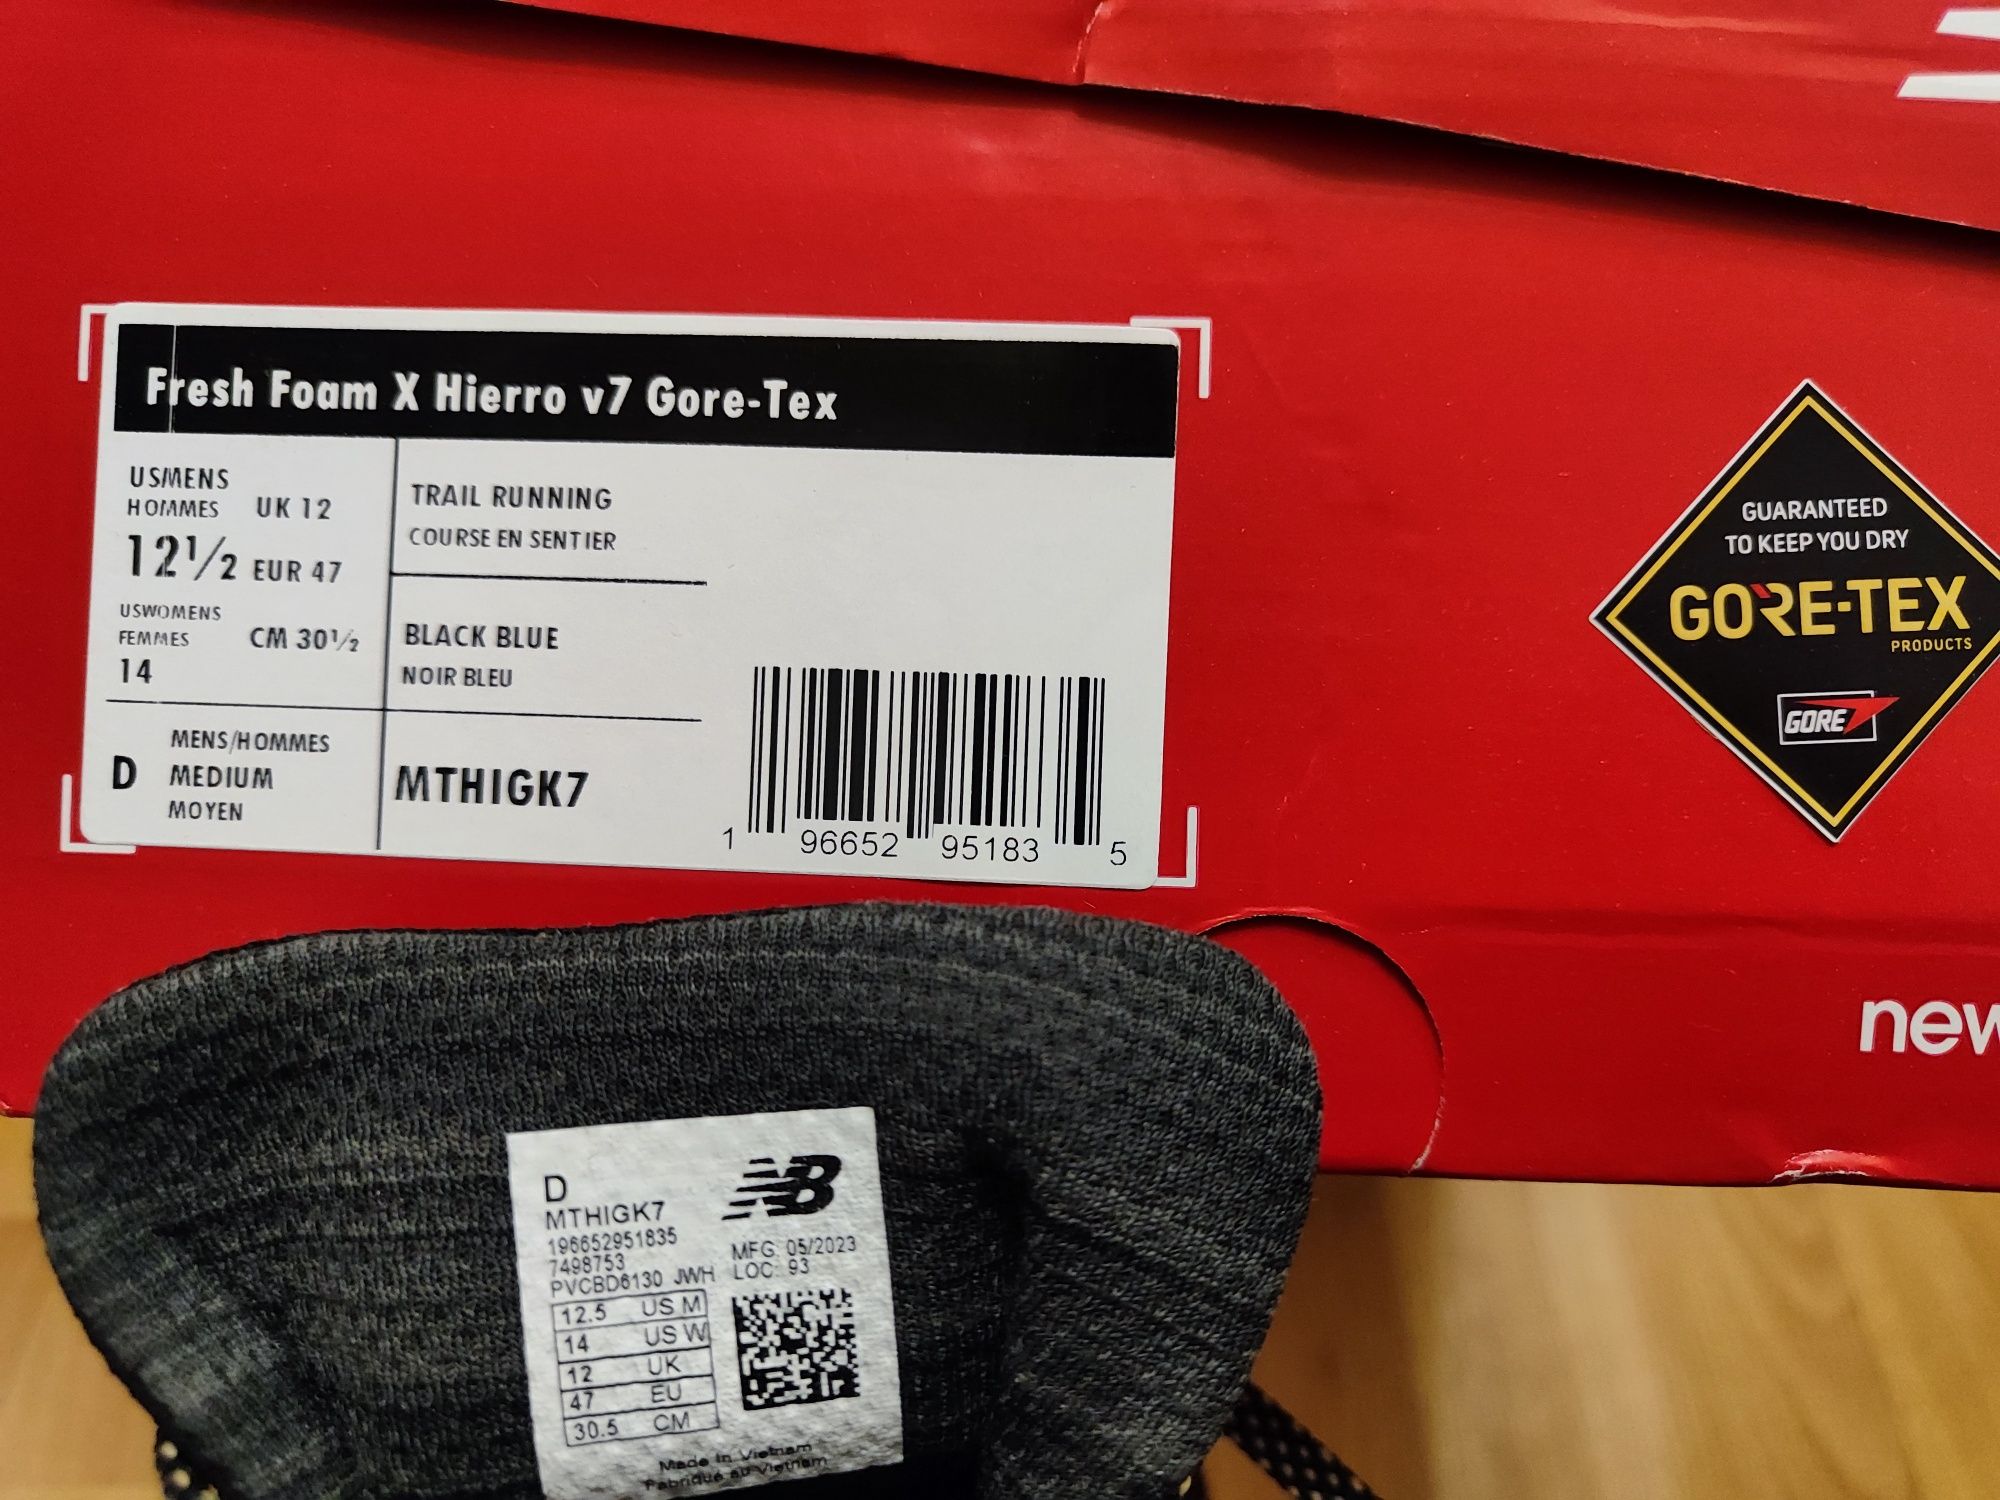 Fresh Foam X Hierro v7 Gore-Tex
USMENS
HOMMES
12½
UK 12
EUR 47
USWOMENS
FEMMES
14
CM 30½
D
MENS/HOMMES
MEDIUM
MOYEN
TRAIL RUNNING
COURSE EN SENTIER
BLACK BLUE
NOIR BLEU
MTHIGK7
1 96652 95183 5
GUARANTEED
TO KEEP YOU DRY
GORE-TEX
PRODUCTS
GORE
new
D
MTHIGK7
196652951835
7498753
PVCBD6130 JWH
NB
MFG: 05/2023
LOC: 93
12.5 US M
14 US W
12 UK
47 EU
30.5 CM
Made in Vietnam
Fabriqué au Vietnam